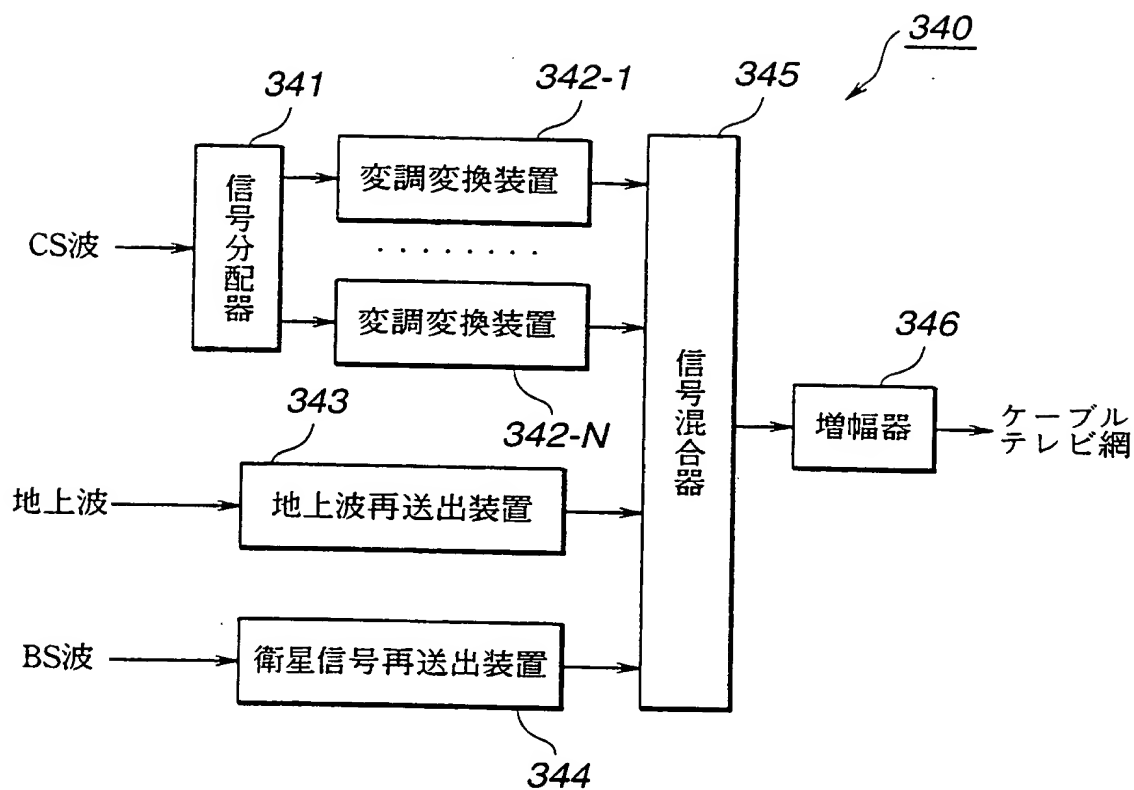 340
341
342-1
345
変調変換装置
信号分配器
CS波
........
変調変換装置
346
343
342-N
信号混合器
増幅器
ケーブル
テレビ網
地上波
地上波再送出装置
BS波
衛星信号再送出装置
344